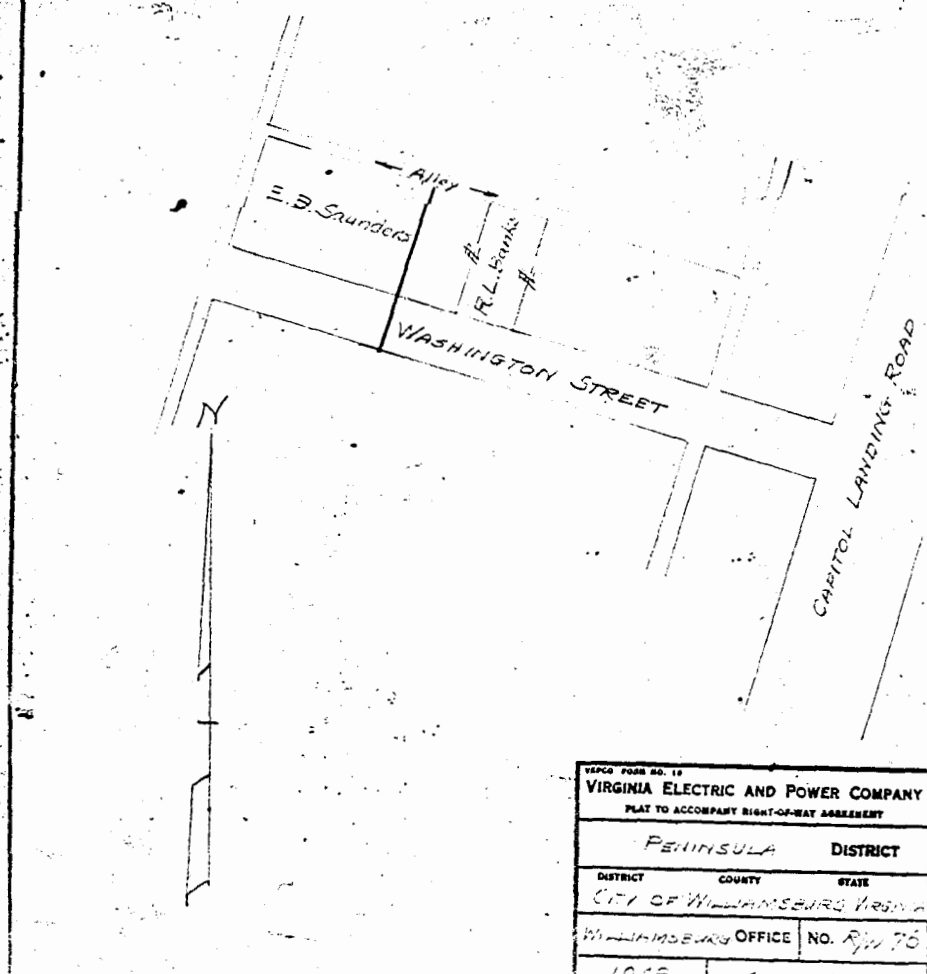 Alley
E.B. Saunders
R.L. Banks
WASHINGTON STREET
CAPITOL LANDING ROAD
N
VEPCO FORM NO. 18
VIRGINIA ELECTRIC AND POWER COMPANY
PLAT TO ACCOMPANY RIGHT-OF-WAY AGREEMENT
PENINSULA DISTRICT
DISTRICT COUNTY STATE
CITY OF WILLIAMSBURG VIRGINIA
WILLIAMSBURG OFFICE NO. R/W 76